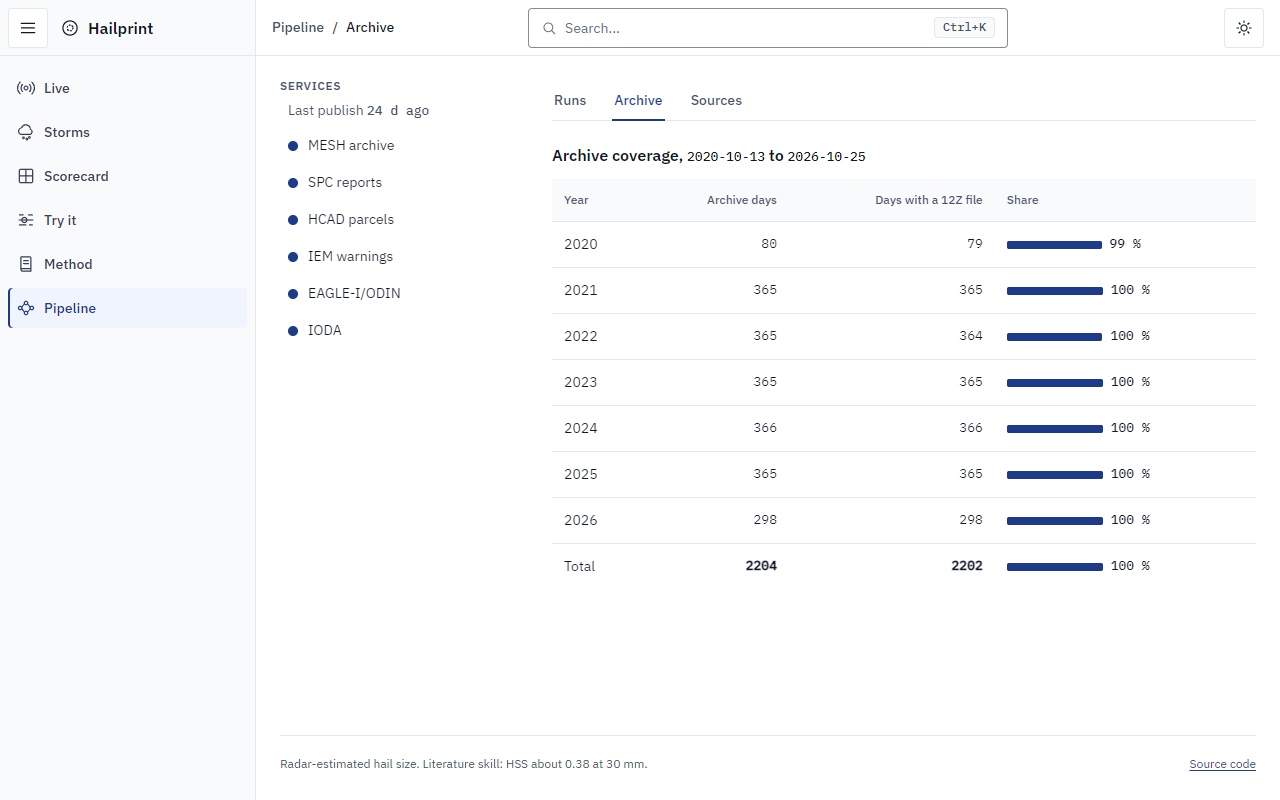 Hailprint
Pipeline / Archive
Search...
Ctrl+K
Live
Storms
Scorecard
Try it
Method
Pipeline
SERVICES
Last publish 24 d ago
MESH archive
SPC reports
HCAD parcels
IEM warnings
EAGLE-I/ODIN
IODA
Runs Archive Sources
Archive coverage, 2020-10-13 to 2026-10-25
Year Archive days Days with a 12Z file Share
2020 80 79 99 %
2021 365 365 100 %
2022 365 364 100 %
2023 365 365 100 %
2024 366 366 100 %
2025 365 365 100 %
2026 298 298 100 %
Total 2204 2202 100 %
Radar-estimated hail size. Literature skill: HSS about 0.38 at 30 mm.
Source code